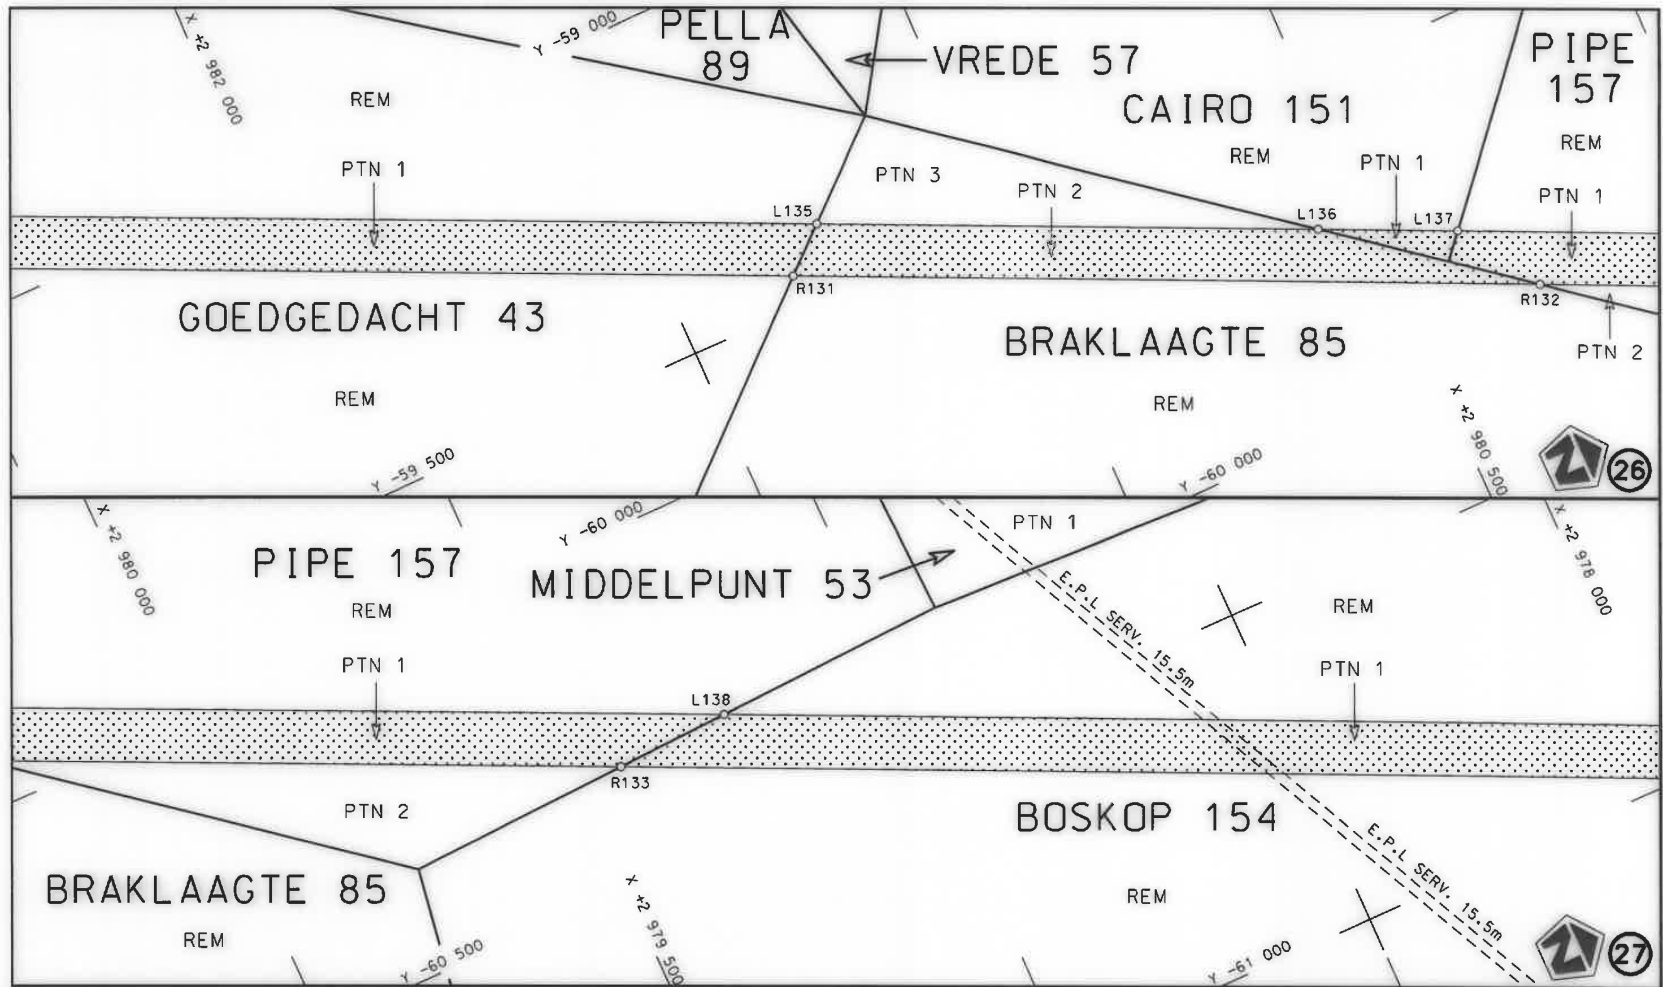 X +2 982 000
Y -59 000
PELLA
89
VREDE 57
CAIRO 151
REM
PIPE
157
REM
REM
PTN 1
PTN 3
PTN 2
PTN 1
PTN 1
L135
L136
L137
R131
R132
GOEDGEDACHT 43
REM
BRAKLAAGTE 85
REM
PTN 2
Y -59 500
Y -60 000
X +2 980 500
26
X +2 980 000
Y -60 000
PTN 1
X +2 978 000
PIPE 157
REM
MIDDELPUNT 53
E.P.L SERV. 15.5m
REM
PTN 1
PTN 1
L138
R133
PTN 2
BOSKOP 154
REM
E.P.L SERV. 15.5m
BRAKLAAGTE 85
REM
X +2 979 500
Y -60 500
Y -61 000
27